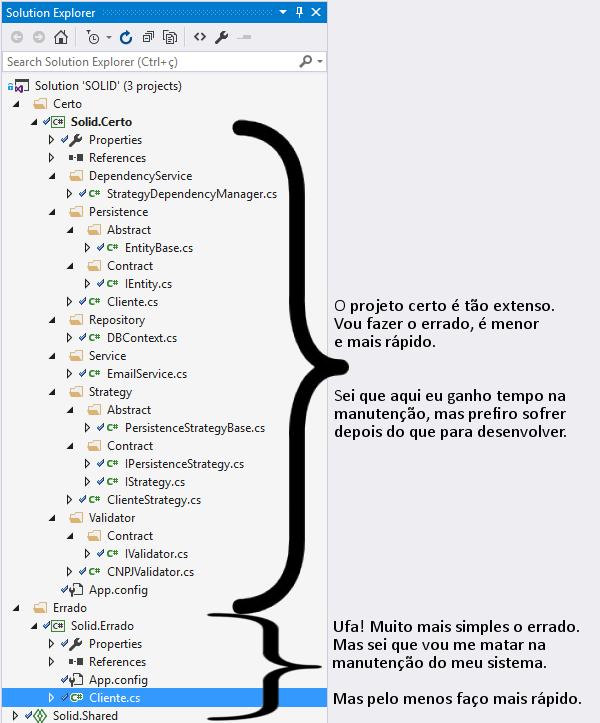 Solution Explorer
Search Solution Explorer (Ctrl+ç)
Solution 'SOLID' (3 projects)
Certo
Solid.Certo
Properties
References
DependencyService
StrategyDependencyManager.cs
Persistence
Abstract
EntityBase.cs
Contract
IEntity.cs
Cliente.cs
Repository
DBContext.cs
Service
EmailService.cs
Strategy
Abstract
PersistenceStrategyBase.cs
Contract
IPersistenceStrategy.cs
IStrategy.cs
ClienteStrategy.cs
Validator
Contract
IValidator.cs
CNPJValidator.cs
App.config
Errado
Solid.Errado
Properties
References
App.config
Cliente.cs
Solid.Shared
O projeto certo é tão extenso.
Vou fazer o errado, é menor
e mais rápido.
Sei que aqui eu ganho tempo na
manutenção, mas prefiro sofrer
depois do que para desenvolver.
Ufa! Muito mais simples o errado.
Mas sei que vou me matar na
manutenção do meu sistema.
Mas pelo menos faço mais rápido.